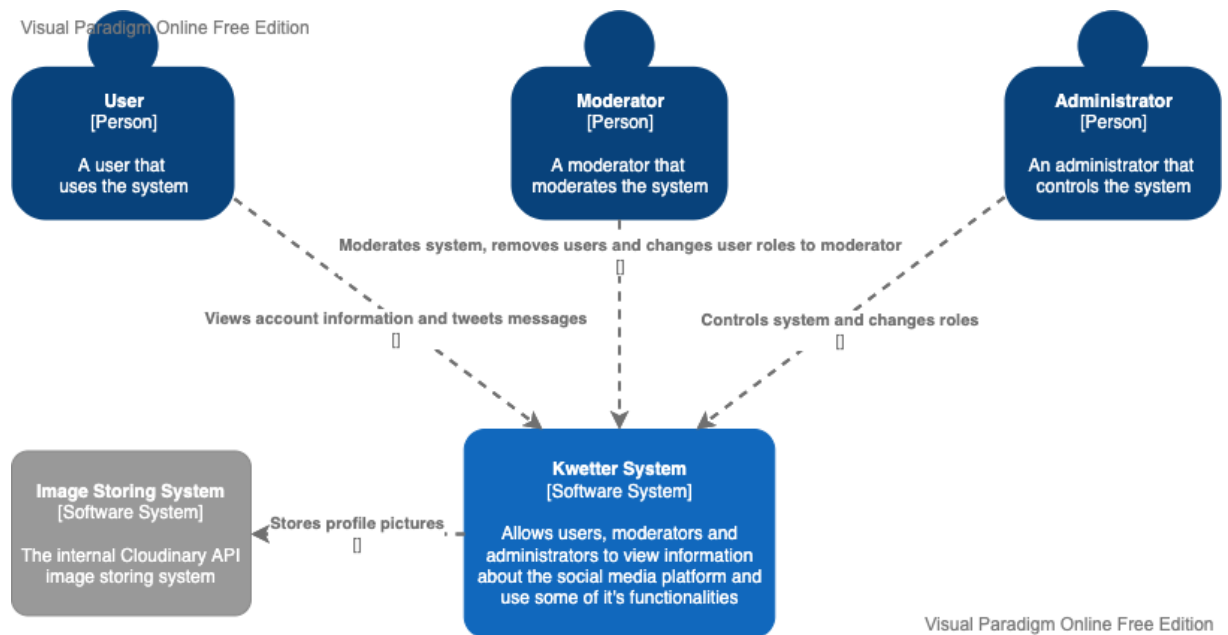 Visual Paradigm Online Free Edition
User
[Person]
A user that
uses the system
Moderator
[Person]
A moderator that
moderates the system
Administrator
[Person]
An administrator that
controls the system
Moderates system, removes users and changes user roles to moderator
[]
Views account information and tweets messages
[]
Controls system and changes roles
[]
Image Storing System
[Software System]
The internal Cloudinary API
image storing system
Stores profile pictures
[]
Kwetter System
[Software System]
Allows users, moderators and
administrators to view information
about the social media platform and
use some of it's functionalities
Visual Paradigm Online Free Edition